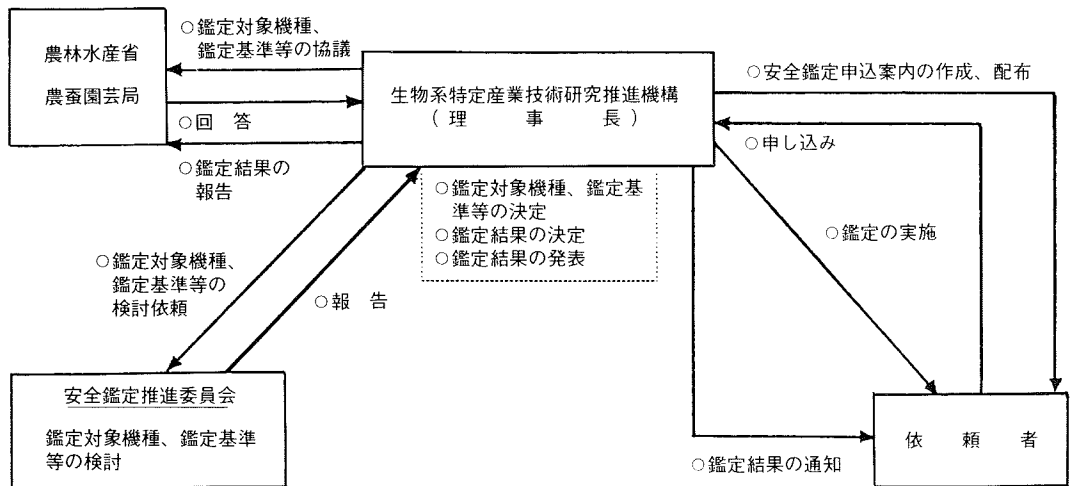 ○鑑定対象機種、
鑑定基準等の協議
農林水産省
農蚕園芸局
○回 答
○鑑定結果の
報告
生物系特定産業技術研究推進機構
(理 事 長)
○安全鑑定申込案内の作成、配布
○申し込み
○鑑定対象機種、鑑定基
準等の決定
○鑑定結果の決定
○鑑定結果の発表
○鑑定の実施
○鑑定対象機種、
鑑定基準等の
検討依頼
○報 告
安全鑑定推進委員会
鑑定対象機種、鑑定基準
等の検討
依 頼 者
○鑑定結果の通知